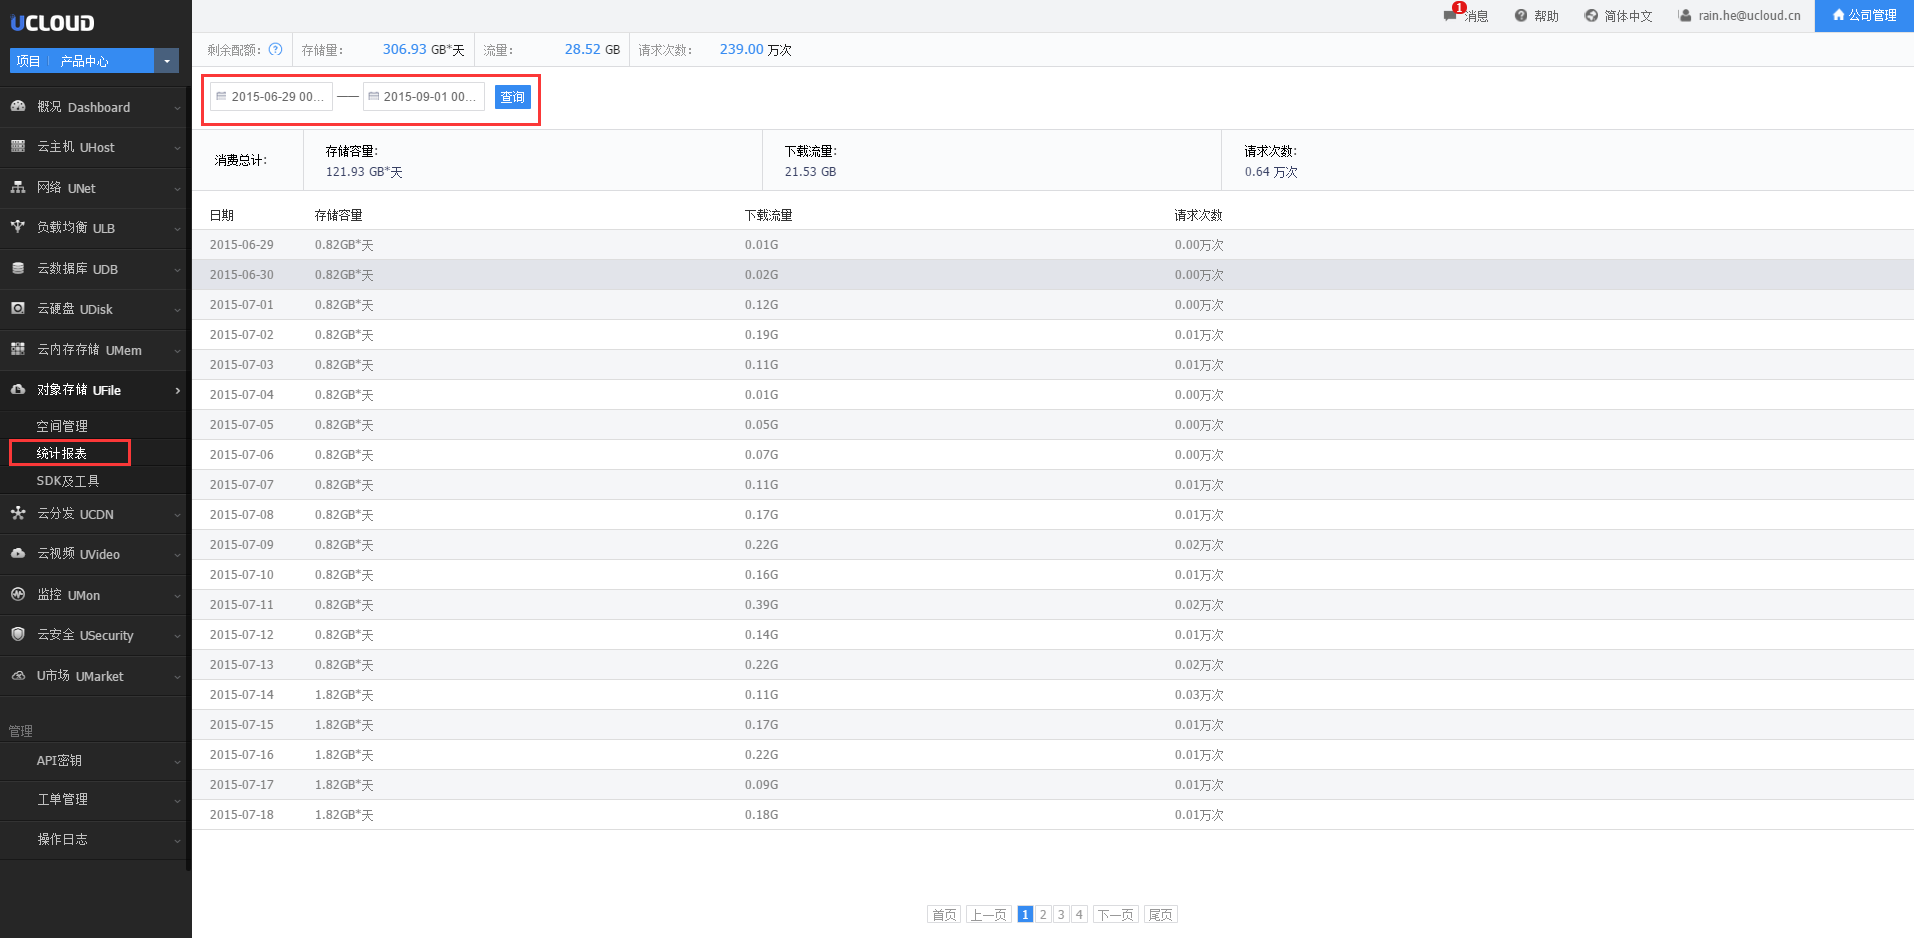 UCLOUD
项目 产品中心
概况 Dashboard
云主机 UHost
网络 UNet
负载均衡 ULB
云数据库 UDB
云硬盘 UDisk
云内存存储 UMem
对象存储 UFile
空间管理
统计报表
SDK及工具
云分发 UCDN
云视频 UVideo
监控 UMon
云安全 USecurity
U市场 UMarket
管理
API密钥
工单管理
操作日志
1 消息 帮助 简体中文 rain.he@ucloud.cn 公司管理
剩余配额: ? 存储量: 306.93 GB*天 流量: 28.52 GB 请求次数: 239.00 万次
2015-06-29 00... —— 2015-09-01 00... 查询
消费总计: 存储容量: 下载流量: 请求次数:
121.93 GB*天 21.53 GB 0.64 万次
日期 存储容量 下载流量 请求次数
2015-06-29 0.82GB*天 0.01G 0.00万次
2015-06-30 0.82GB*天 0.02G 0.00万次
2015-07-01 0.82GB*天 0.12G 0.00万次
2015-07-02 0.82GB*天 0.19G 0.01万次
2015-07-03 0.82GB*天 0.11G 0.01万次
2015-07-04 0.82GB*天 0.01G 0.00万次
2015-07-05 0.82GB*天 0.05G 0.00万次
2015-07-06 0.82GB*天 0.07G 0.00万次
2015-07-07 0.82GB*天 0.11G 0.01万次
2015-07-08 0.82GB*天 0.17G 0.01万次
2015-07-09 0.82GB*天 0.22G 0.02万次
2015-07-10 0.82GB*天 0.16G 0.01万次
2015-07-11 0.82GB*天 0.39G 0.02万次
2015-07-12 0.82GB*天 0.14G 0.01万次
2015-07-13 0.82GB*天 0.22G 0.02万次
2015-07-14 1.82GB*天 0.11G 0.03万次
2015-07-15 1.82GB*天 0.17G 0.01万次
2015-07-16 1.82GB*天 0.22G 0.01万次
2015-07-17 1.82GB*天 0.09G 0.01万次
2015-07-18 1.82GB*天 0.18G 0.01万次
首页 上一页 1 2 3 4 下一页 尾页